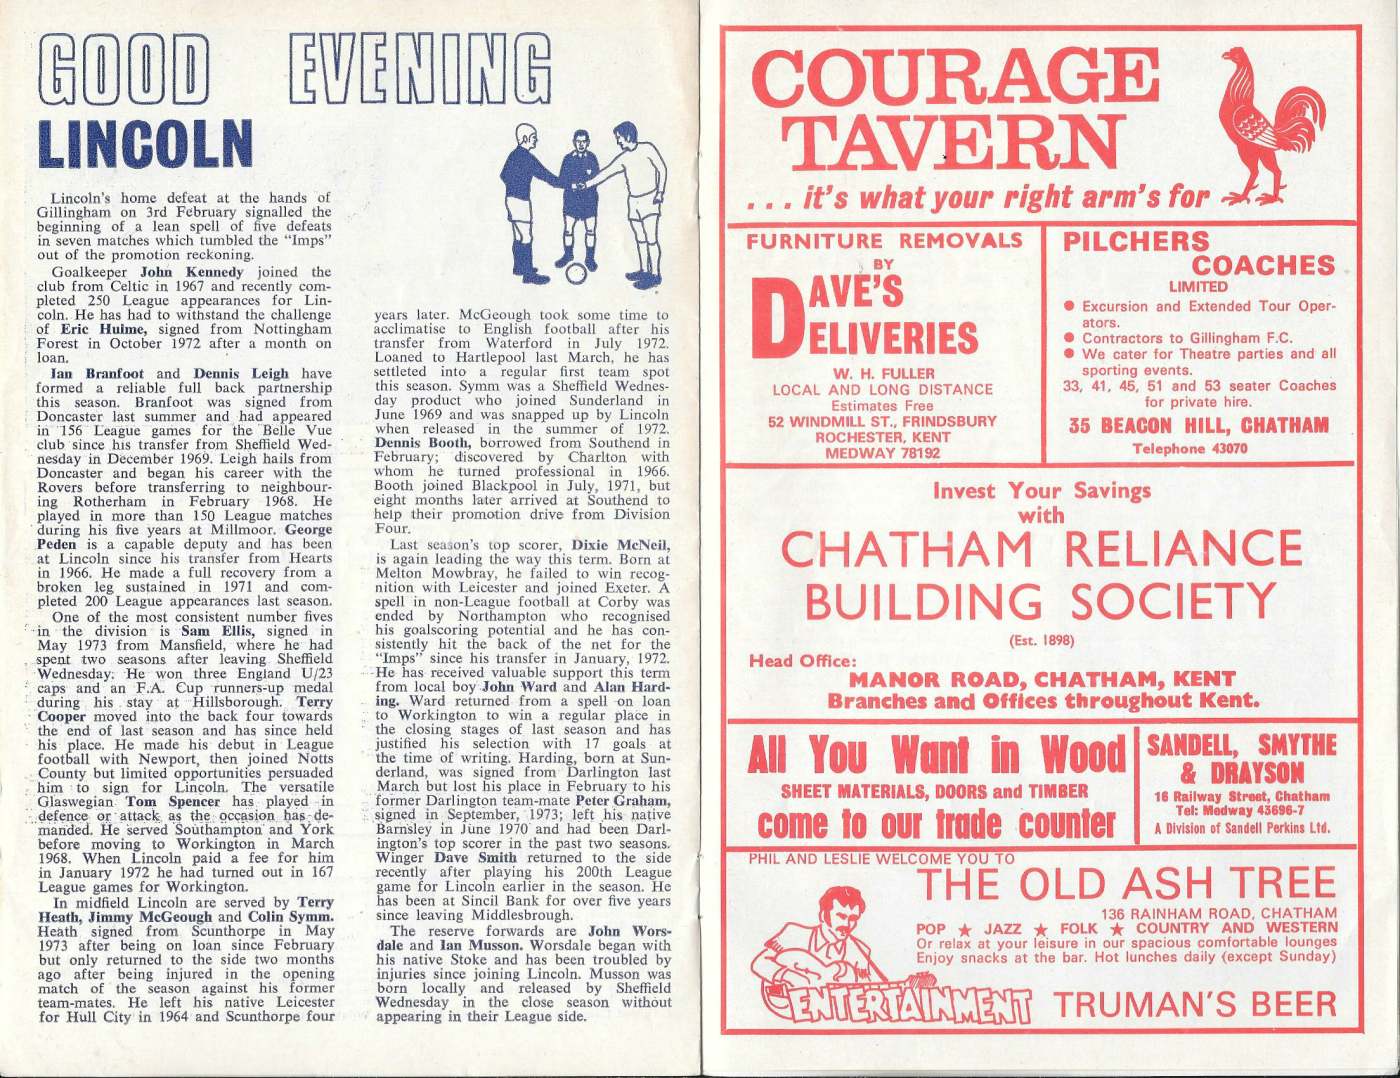 GOOD EVENING
LINCOLN
Lincoln's home defeat at the hands of
Gillingham on 3rd February signalled the
beginning of a lean spell of five defeats
in seven matches which tumbled the "Imps"
out of the promotion reckoning.
Goalkeeper John Kennedy joined the
club from Celtic in 1967 and recently com-
pleted 250 League appearances for Lin-
coln. He has had to withstand the challenge
of Eric Hulme, signed from Nottingham
Forest in October 1972 after a month on
loan.
Ian Branfoot and Dennis Leigh have
formed a reliable full back partnership
this season. Branfoot was signed from
Doncaster last summer and had appeared
in 156 League games for the Belle Vue
club since his transfer from Sheffield Wed-
nesday in December 1969. Leigh hails from
Doncaster and began his career with the
Rovers before transferring to neighbour-
ing Rotherham in February 1968. He
played in more than 150 League matches
during his five years at Millmoor. George
Peden is a capable deputy and has been
at Lincoln since his transfer from Hearts
in 1966. He made a full recovery from a
broken leg sustained in 1971 and com-
pleted 200 League appearances last season.
One of the most consistent number fives
in the division is Sam Ellis, signed in
May 1973 from Mansfield, where he had
spent two seasons after leaving Sheffield
Wednesday. He won three England U/23
caps and an F.A. Cup runners-up medal
during his stay at Hillsborough. Terry
Cooper moved into the back four towards
the end of last season and has since held
his place. He made his debut in League
football with Newport, then joined Notts
County but limited opportunities persuaded
him to sign for Lincoln. The versatile
Glaswegian Tom Spencer has played in
defence or attack as the occasion has de-
manded. He served Southampton and York
before moving to Workington in March
1968. When Lincoln paid a fee for him
in January 1972 he had turned out in 167
League games for Workington.
In midfield Lincoln are served by Terry
Heath, Jimmy McGeough and Colin Symm.
Heath signed from Scunthorpe in May
1973 after being on loan since February
but only returned to the side two months
ago after being injured in the opening
match of the season against his former
team-mates. He left his native Leicester
for Hull City in 1964 and Scunthorpe four
years later. McGeough took some time to
acclimatise to English football after his
transfer from Waterford in July 1972.
Loaned to Hartlepool last March, he has
settleted into a regular first team spot
this season. Symm was a Sheffield Wednes-
day product who joined Sunderland in
June 1969 and was snapped up by Lincoln
when released in the summer of 1972.
Dennis Booth, borrowed from Southend in
February; discovered by Charlton with
whom he turned professional in 1966.
Booth joined Blackpool in July, 1971, but
eight months later arrived at Southend to
help their promotion drive from Division
Four.
Last season's top scorer, Dixie McNeil,
is again leading the way this term. Born at
Melton Mowbray, he failed to win recog-
nition with Leicester and joined Exeter. A
spell in non-League football at Corby was
ended by Northampton who recognised
his goalscoring potential and he has con-
sistently hit the back of the net for the
"Imps" since his transfer in January, 1972.
He has received valuable support this term
from local boy John Ward and Alan Hard-
ing. Ward returned from a spell on loan
to Workington to win a regular place in
the closing stages of last season and has
justified his selection with 17 goals at
the time of writing. Harding, born at Sun-
derland, was signed from Darlington last
March but lost his place in February to his
former Darlington team-mate Peter Graham,
signed in September, 1973; left his native
Barnsley in June 1970 and had been Darl-
ington's top scorer in the past two seasons.
Winger Dave Smith returned to the side
recently after playing his 200th League
game for Lincoln earlier in the season. He
has been at Sincil Bank for over five years
since leaving Middlesbrough.
The reserve forwards are John Wors-
dale and Ian Musson. Worsdale began with
his native Stoke and has been troubled by
injuries since joining Lincoln. Musson was
born locally and released by Sheffield
Wednesday in the close season without
appearing in their League side.
COURAGE
TAVERN
... it's what your right arm's for
FURNITURE REMOVALS
BY
DAVE'S
DELIVERIES
W. H. FULLER
LOCAL AND LONG DISTANCE
Estimates Free
52 WINDMILL ST., FRINDSBURY
ROCHESTER, KENT
MEDWAY 78192
PILCHERS
COACHES
LIMITED
● Excursion and Extended Tour Oper-
ators.
● Contractors to Gillingham F.C.
● We cater for Theatre parties and all
sporting events.
33, 41, 45, 51 and 53 seater Coaches
for private hire.
35 BEACON HILL, CHATHAM
Telephone 43070
Invest Your Savings
with
CHATHAM RELIANCE
BUILDING SOCIETY
(Est. 1898)
Head Office:
MANOR ROAD, CHATHAM, KENT
Branches and Offices throughout Kent.
All You Want in Wood
SHEET MATERIALS, DOORS and TIMBER
come to our trade counter
SANDELL, SMYTHE
& DRAYSON
16 Railway Street, Chatham
Tel: Medway 43696-7
A Division of Sandell Perkins Ltd.
PHIL AND LESLIE WELCOME YOU TO
THE OLD ASH TREE
136 RAINHAM ROAD, CHATHAM
POP ★ JAZZ ★ FOLK ★ COUNTRY AND WESTERN
Or relax at your leisure in our spacious comfortable lounges
Enjoy snacks at the bar. Hot lunches daily (except Sunday)
ENTERTAINMENT
TRUMAN'S BEER